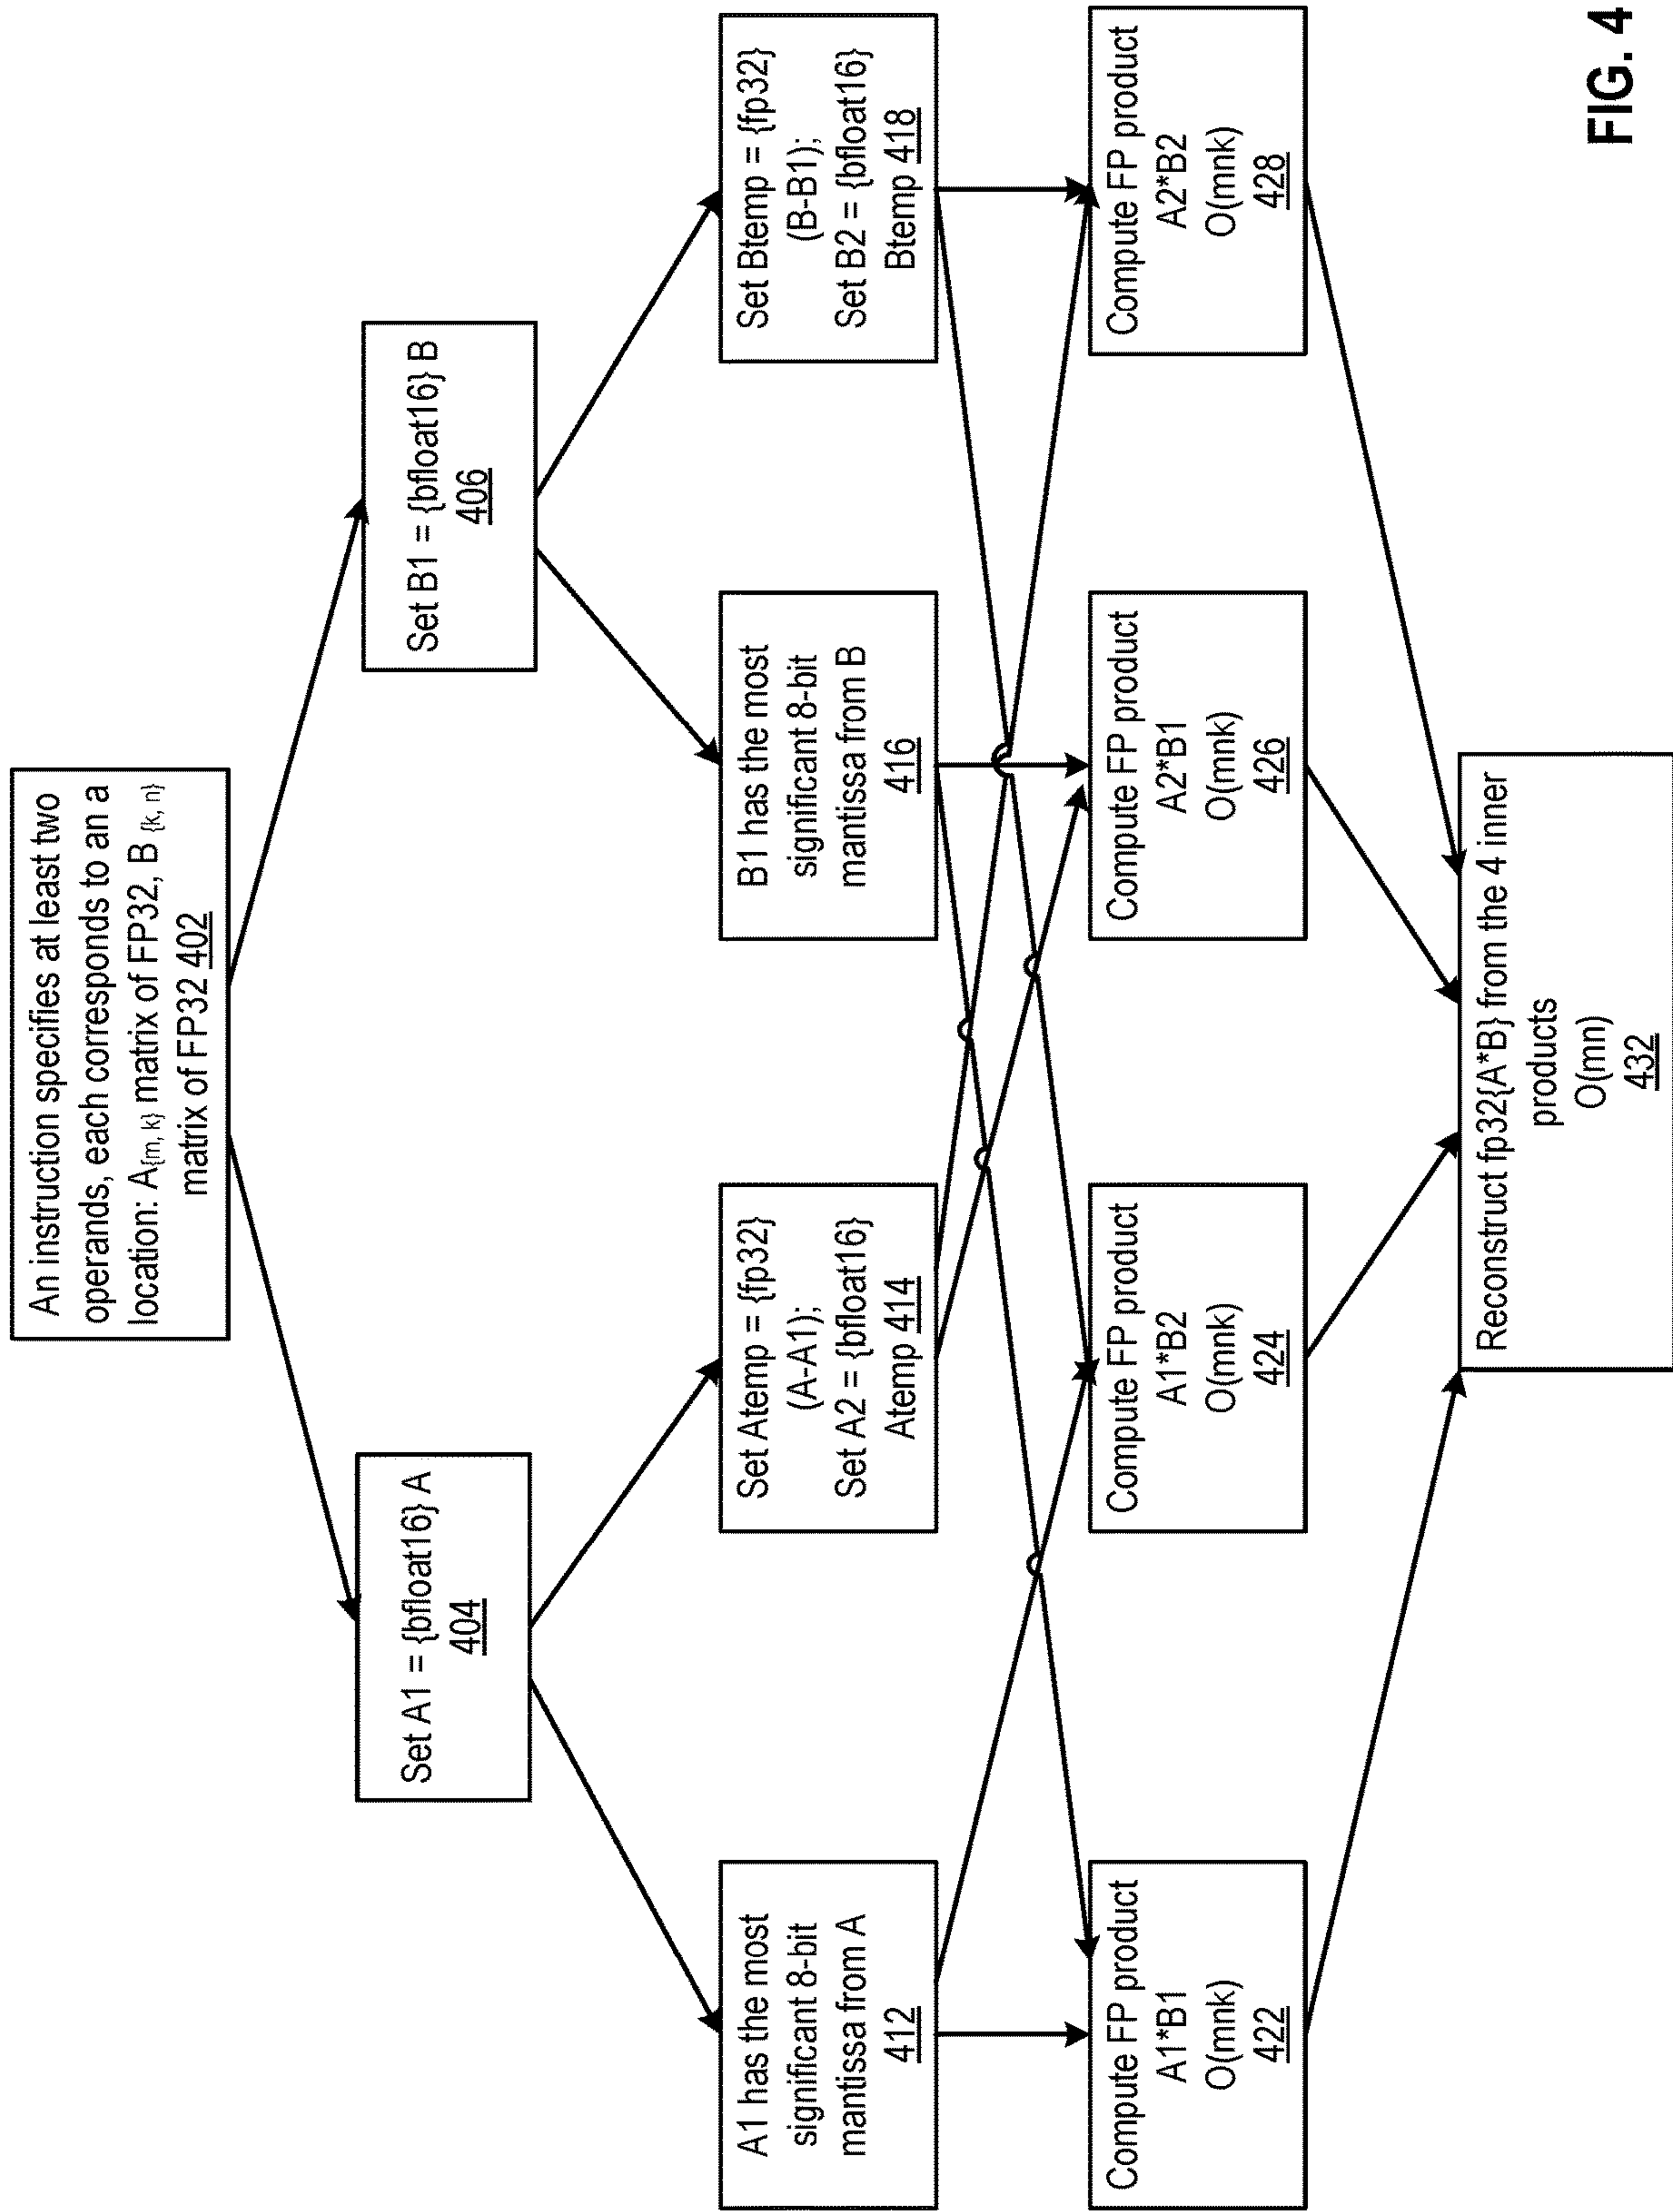 An instruction specifies at least two
operands, each corresponds to an a
location: A{m, k} matrix of FP32, B {k, n}
matrix of FP32 402
Set A1 = {bfloat16} A
404
Set B1 = {bfloat16} B
406
A1 has the most
significant 8-bit
mantissa from A
412
Set Atemp = {fp32}
(A-A1);
Set A2 = {bfloat16}
Atemp 414
B1 has the most
significant 8-bit
mantissa from B
416
Set Btemp = {fp32}
(B-B1);
Set B2 = {bfloat16}
Btemp 418
Compute FP product
A1*B1
O(mnk)
422
Compute FP product
A1*B2
O(mnk)
424
Compute FP product
A2*B1
O(mnk)
426
Compute FP product
A2*B2
O(mnk)
428
Reconstruct fp32{A*B} from the 4 inner
products
O(mn)
432
FIG. 4